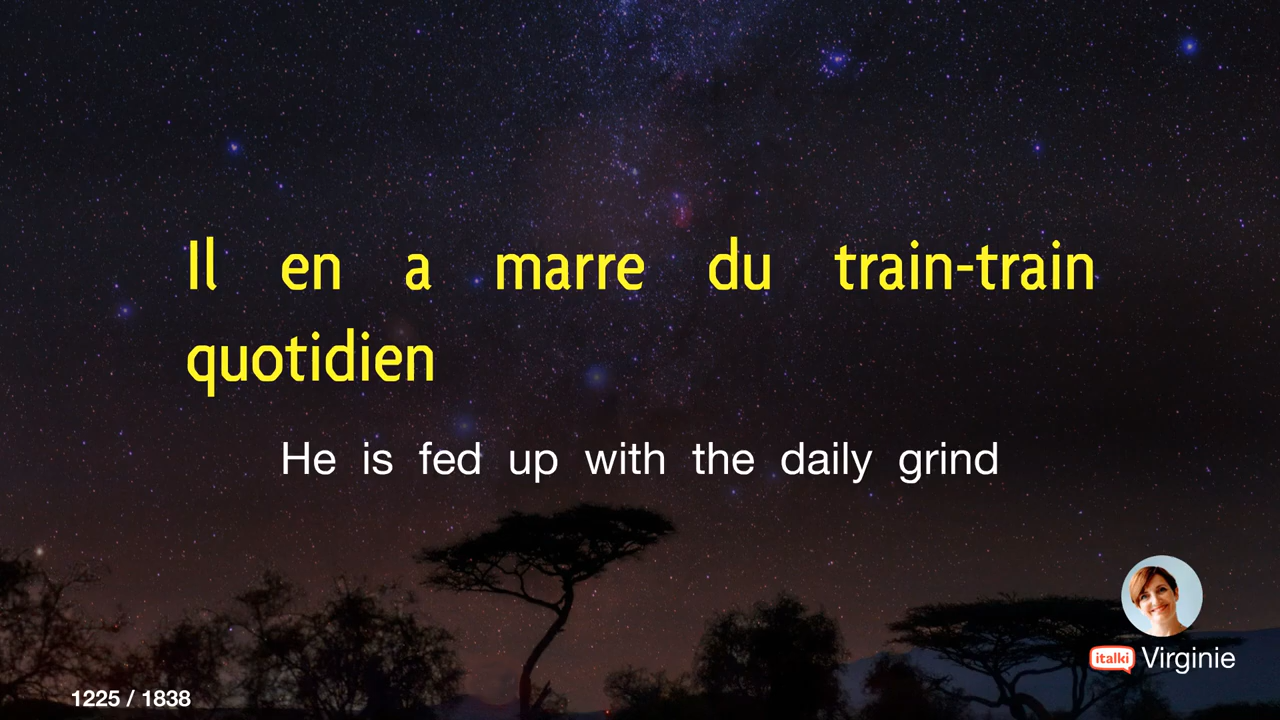 Il en a marre du train-train
quotidien
He is fed up with the daily grind
italki Virginie
1225 / 1838